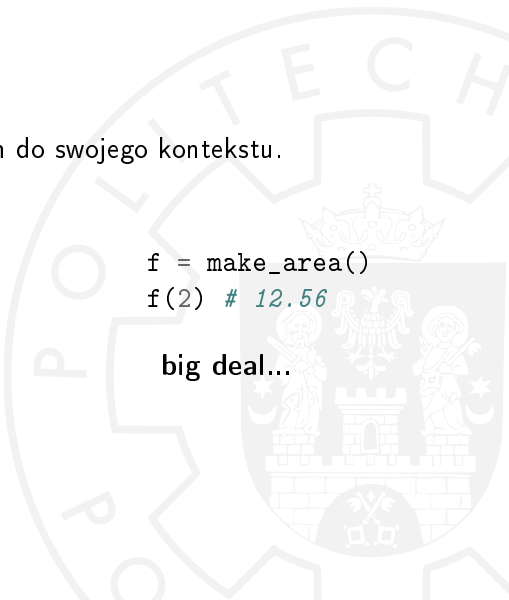 do swojego kontekstu.
f = make_area()
f(2) # 12.56
big deal...
P O L I T E C H
P O